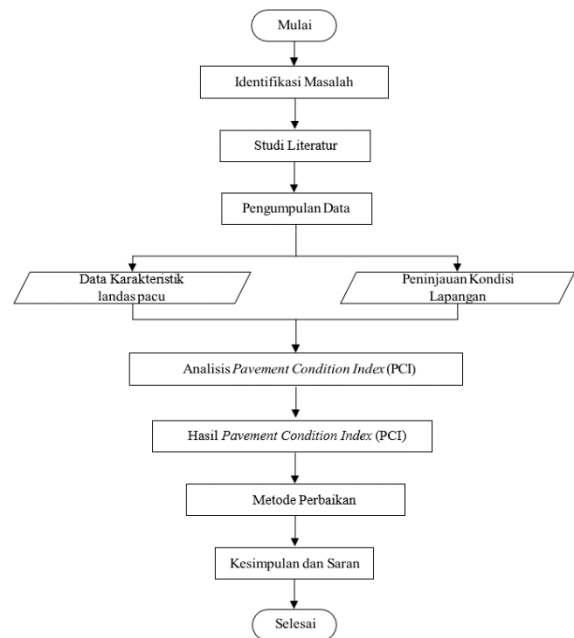 Mulai
Identifikasi Masalah
Studi Literatur
Pengumpulan Data
Data Karakteristik
landas pacu
Peninjauan Kondisi
Lapangan
Analisis Pavement Condition Index (PCI)
Hasil Pavement Condition Index (PCI)
Metode Perbaikan
Kesimpulan dan Saran
Selesai